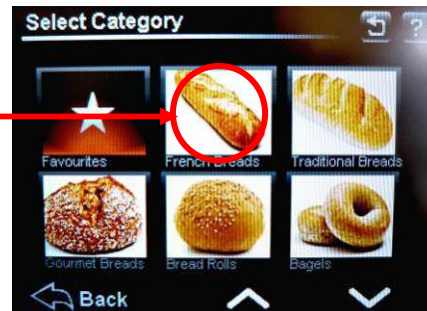 Select Category
?
Favourites French Breads Traditional Breads
Gourmet Breads Bread Rolls Bagels
Back